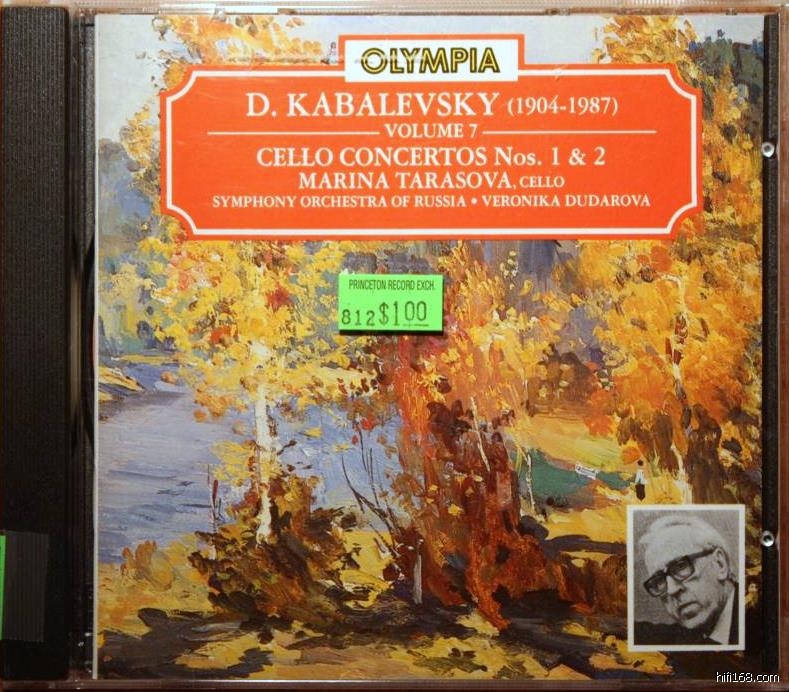 OLYMPIA
D. KABALEVSKY (1904-1987)
VOLUME 7
CELLO CONCERTOS Nos. 1 & 2
MARINA TARASOVA, CELLO
SYMPHONY ORCHESTRA OF RUSSIA • VERONIKA DUDAROVA
PRINCETON RECORD EXCH.
812 $1.00
hifi168.com